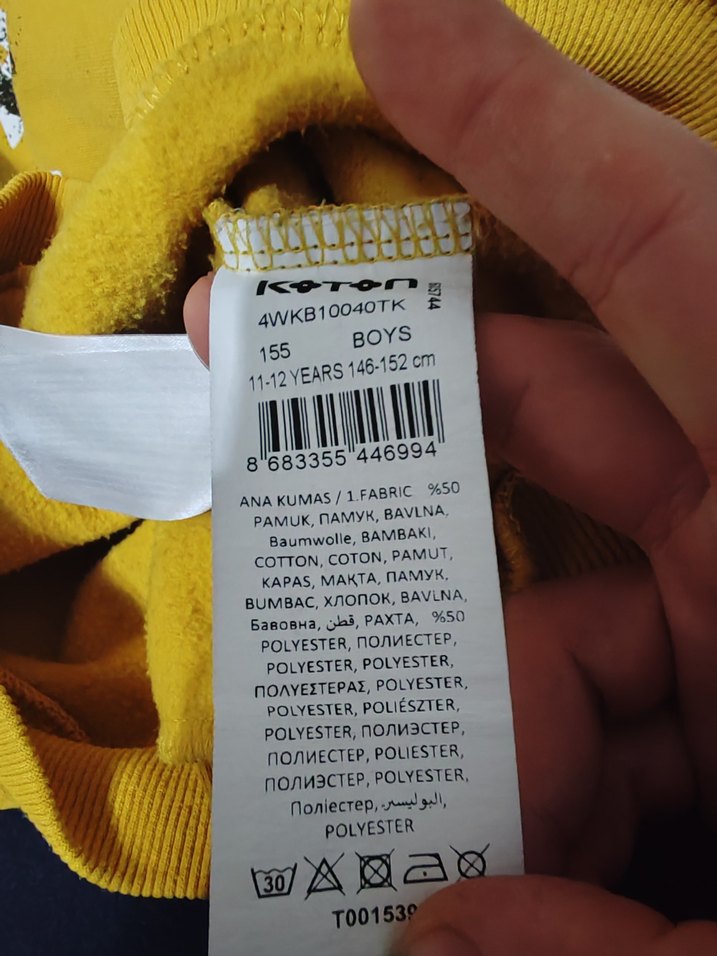 KOTON
4WKB10040TK
155 BOYS
11-12 YEARS 146-152 cm
8 683355 446994
ANA KUMAS / 1.FABRIC %50
PAMUK, ПАМУК, BAVLNA,
Baumwolle, BAMBAKI,
COTTON, COTON, PAMUT,
KAPAS, МАҚТА, ПАМУК,
BUMBAC, ХЛОПОК, BAVLNA,
Бавовна, قطن, PAXTA, %50
POLYESTER, ПОЛИЕСТЕР,
POLYESTER, POLYESTER,
ΠΟΛΥΕΣΤΕΡΑΣ, POLYESTER,
POLYESTER, POLIÉSZTER,
POLYESTER, ПОЛИЭСТЕР,
ПОЛИЕСТЕР, POLIESTER,
ПОЛИЭСТЕР, POLYESTER,
Поліестер, البوليستر,
POLYESTER
30
T001539